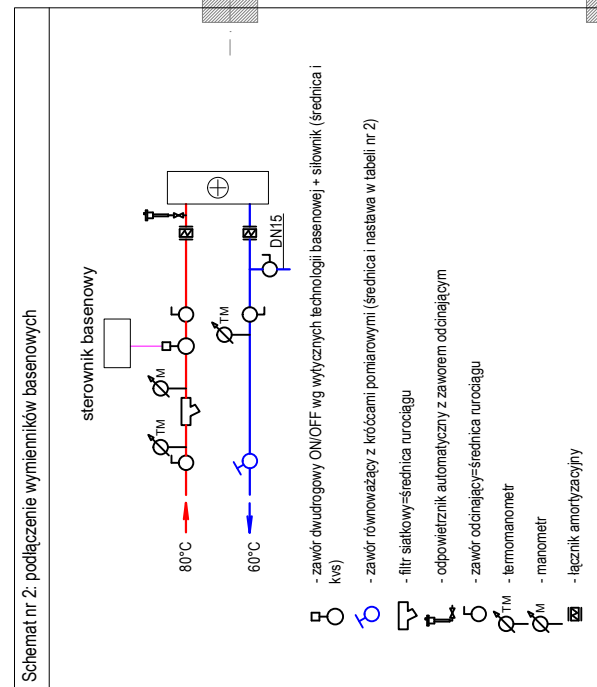 Schemat nr 2: podłączenie wymienników basenowych
sterownik basenowy
80°C
TM
M
60°C
TM
DN15
- zawór dwudrogowy ON/OFF wg wytycznych technologii basenowej + siłownik (średnica i
kvs)
- zawór równoważący z króćcami pomiarowymi (średnica i nastawa w tabeli nr 2)
- filtr siatkowy=średnica rurociągu
- odpowietrznik automatyczny z zaworem odcinającym
- zawór odcinający=średnica rurociągu
TM - termomanometr
M - manometr
- łącznik amortyzacyjny